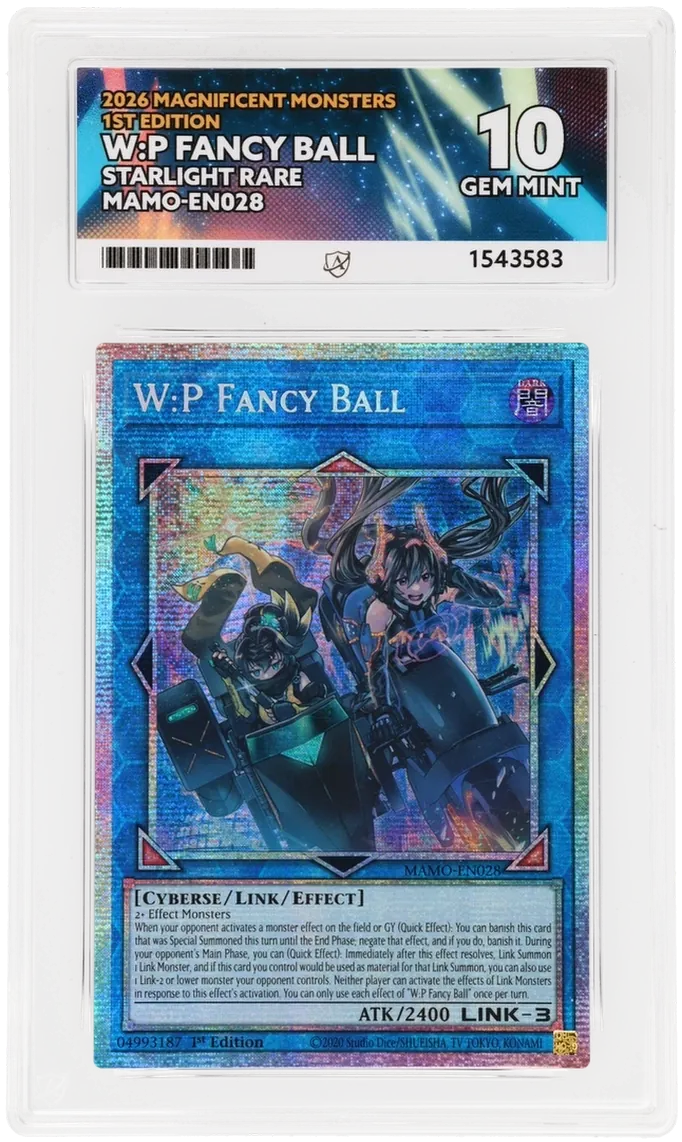 2026 MAGNIFICENT MONSTERS
1ST EDITION
W:P FANCY BALL
STARLIGHT RARE
MAMO-EN028
10
GEM MINT
A
1543583
W:P FANCY BALL
DARK
闇
MAMO-EN028
[CYBERSE/LINK/EFFECT]
2+ Effect Monsters
When your opponent activates a monster effect on the field or GY (Quick Effect): You can banish this card
that was Special Summoned this turn until the End Phase, negate that effect, and if you do, banish it. During
your opponent's Main Phase, you can (Quick Effect): Immediately after this effect resolves, Link Summon
1 Link Monster, and if this card you control would be used as material for that Link Summon, you can also use
1 Link-2 or lower monster your opponent controls. Neither player can activate the effects of Link Monsters
in response to this effect's activation. You can only use each effect of "W:P Fancy Ball" once per turn.
ATK/2400 LINK-3
04993187 1st Edition ©2020 Studio Dice/SHUEISHA, TV TOKYO, KONAMI